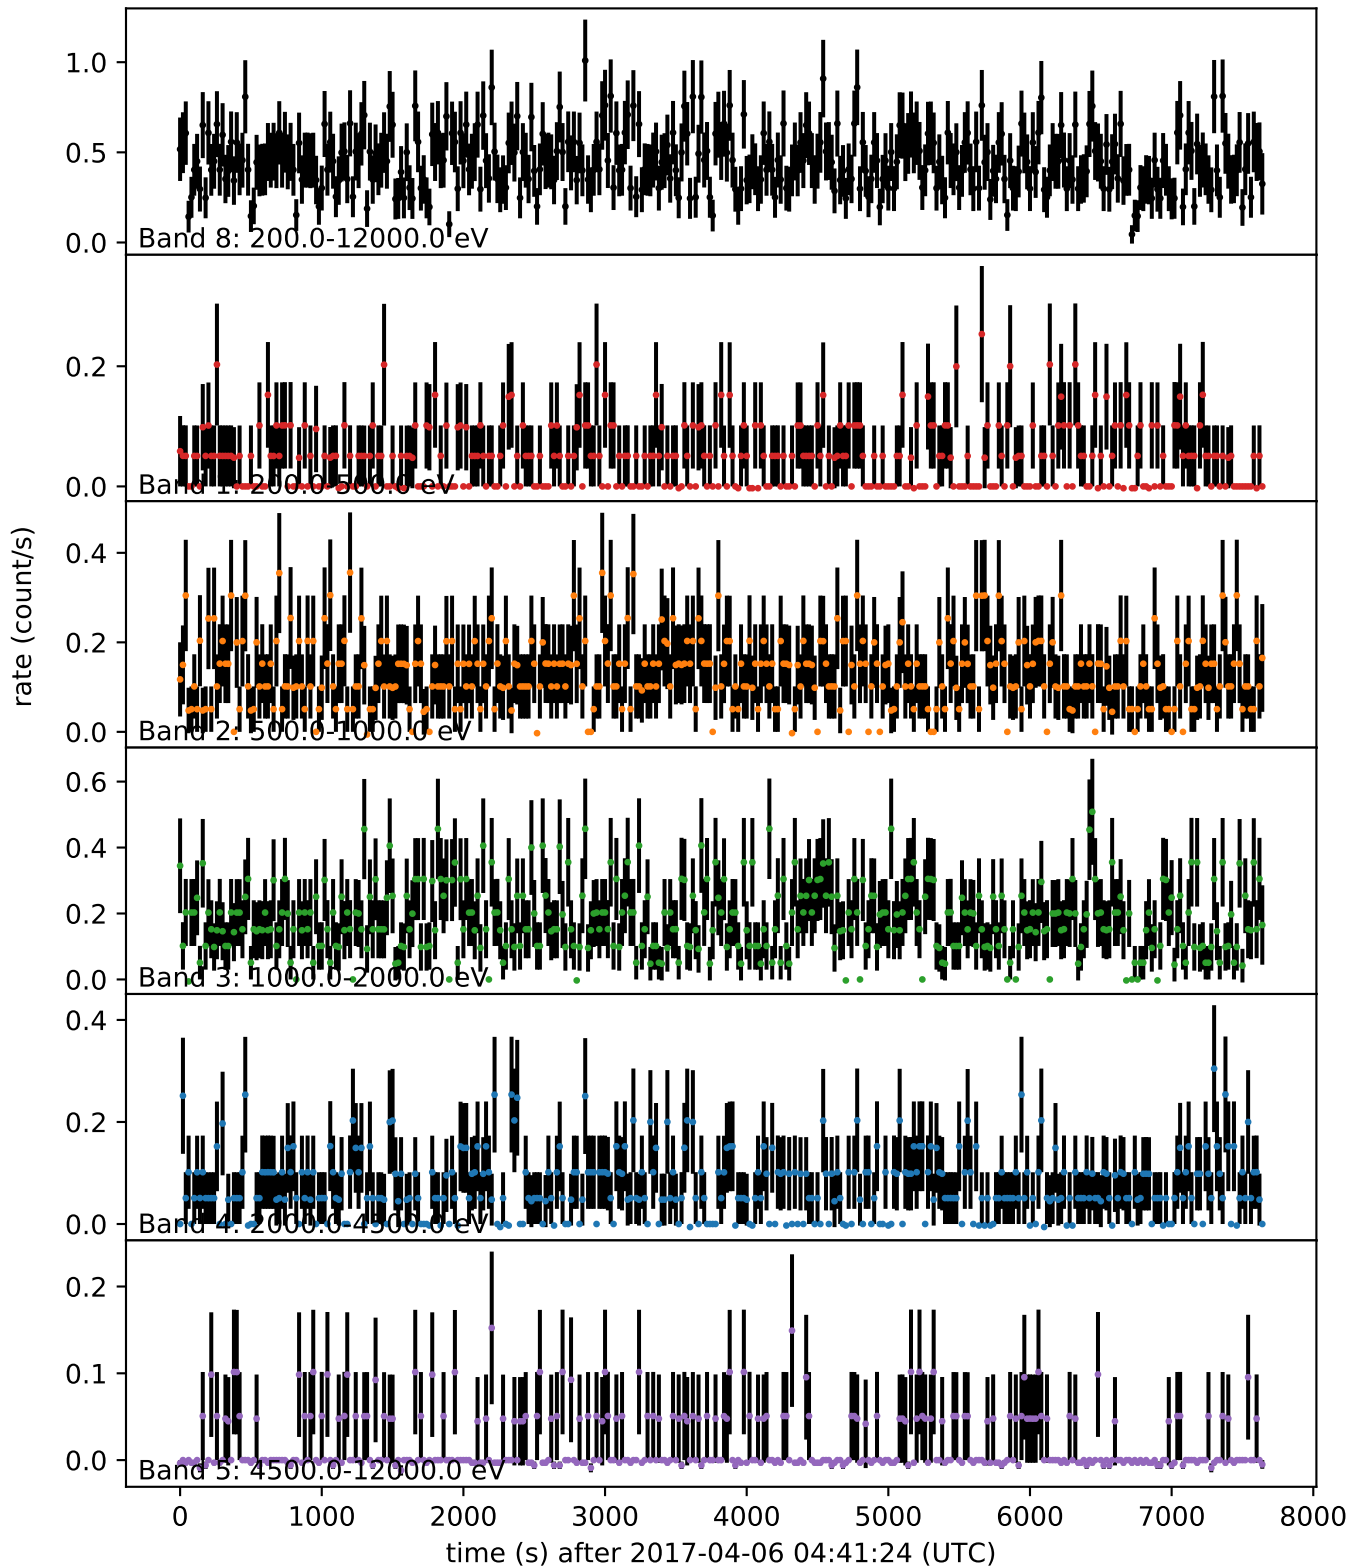 1.0
0.5
0.0
Band 8: 200.0-12000.0 eV
0.2
0.0
Band 1: 200.0-500.0 eV
0.4
0.2
0.0
Band 2: 500.0-1000.0 eV
rate (count/s)
0.6
0.4
0.2
0.0
Band 3: 1000.0-2000.0 eV
0.4
0.2
0.0
Band 4: 2000.0-4500.0 eV
0.2
0.1
0.0
Band 5: 4500.0-12000.0 eV
0 1000 2000 3000 4000 5000 6000 7000 8000
time (s) after 2017-04-06 04:41:24 (UTC)